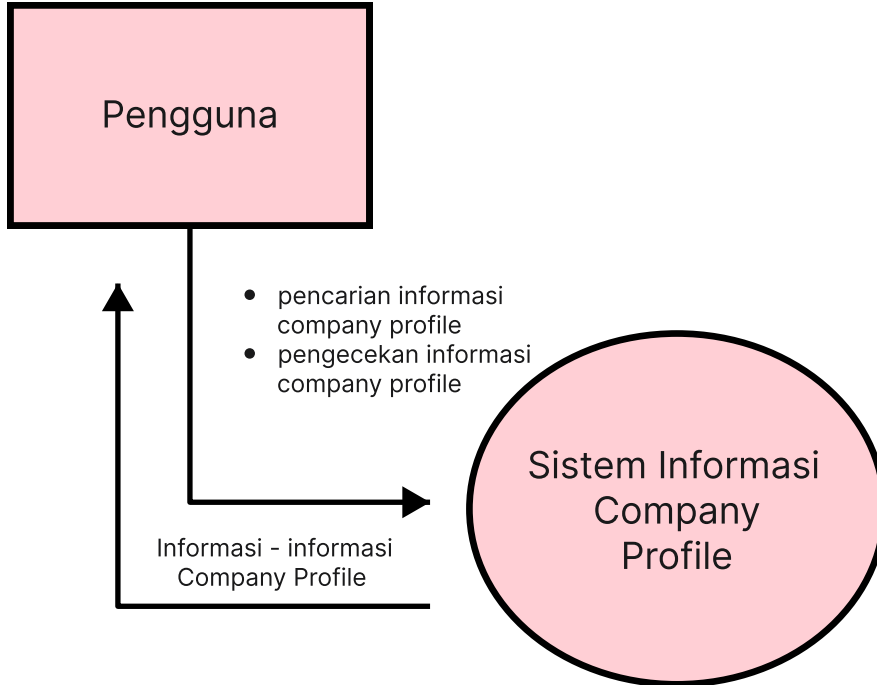 Pengguna
• pencarian informasi
company profile
• pengecekan informasi
company profile
Sistem Informasi
Company
Profile
Informasi - informasi
Company Profile